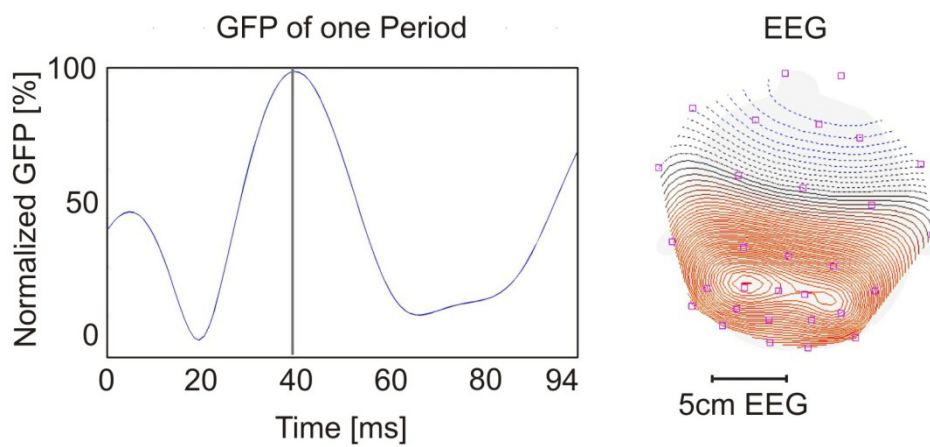 GFP of one Period
EEG
Normalized GFP [%]
100
50
0
0 20 40 60 80 94
Time [ms]
5cm EEG